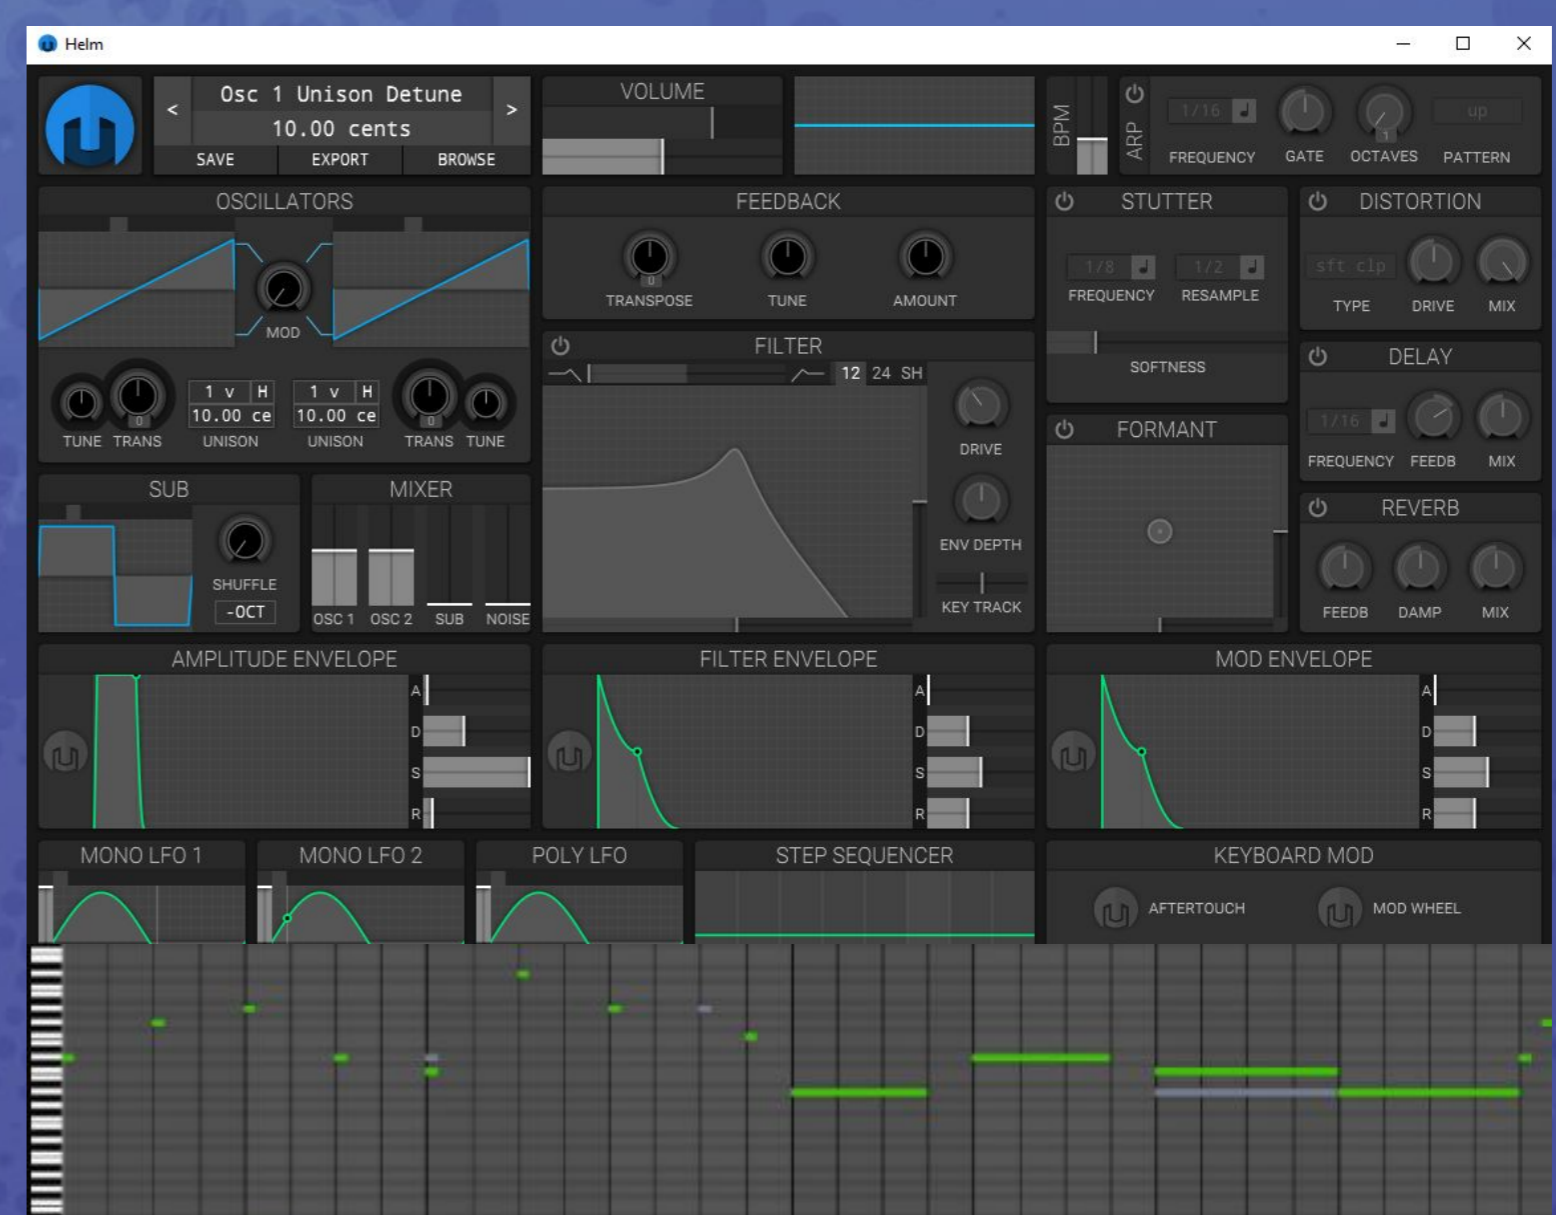 Helm
Osc 1 Unison Detune
<
>
10.00 cents
SAVE EXPORT BROWSE
VOLUME
BPM
ARP
1/16
up
FREQUENCY GATE OCTAVES PATTERN
1
OSCILLATORS
MOD
1 v H
10.00 ce
1 v H
10.00 ce
0
0
TUNE TRANS UNISON UNISON TRANS TUNE
FEEDBACK
0
TRANSPOSE TUNE AMOUNT
STUTTER
1/8
1/2
FREQUENCY RESAMPLE
SOFTNESS
DISTORTION
sft clp
TYPE DRIVE MIX
FILTER
12 24 SH
DRIVE
ENV DEPTH
KEY TRACK
DELAY
1/16
FREQUENCY FEEDB MIX
FORMANT
REVERB
FEEDB DAMP MIX
SUB
SHUFFLE
-OCT
MIXER
OSC 1 OSC 2 SUB NOISE
AMPLITUDE ENVELOPE
A
D
S
R
FILTER ENVELOPE
A
D
S
R
MOD ENVELOPE
A
D
S
R
MONO LFO 1
MONO LFO 2
POLY LFO
STEP SEQUENCER
KEYBOARD MOD
AFTERTOUCH MOD WHEEL